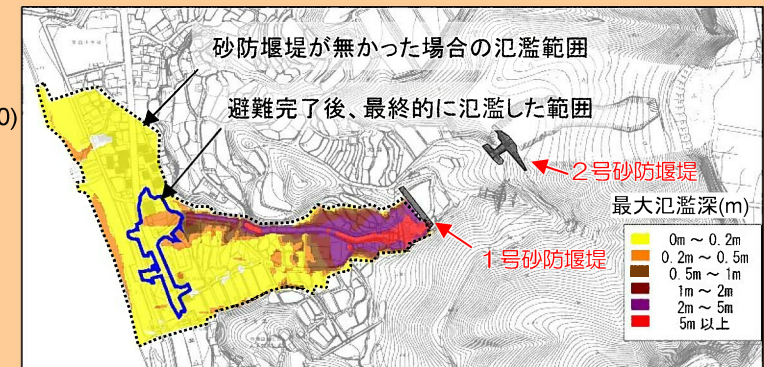 砂防堰堤が無かった場合の氾濫範囲
避難完了後、最終的に氾濫した範囲
0)
2号砂防堰堤
1号砂防堰堤
最大氾濫深(m)
0m ～ 0.2m
0.2m ～ 0.5m
0.5m ～ 1m
1m ～ 2m
2m ～ 5m
5m 以上